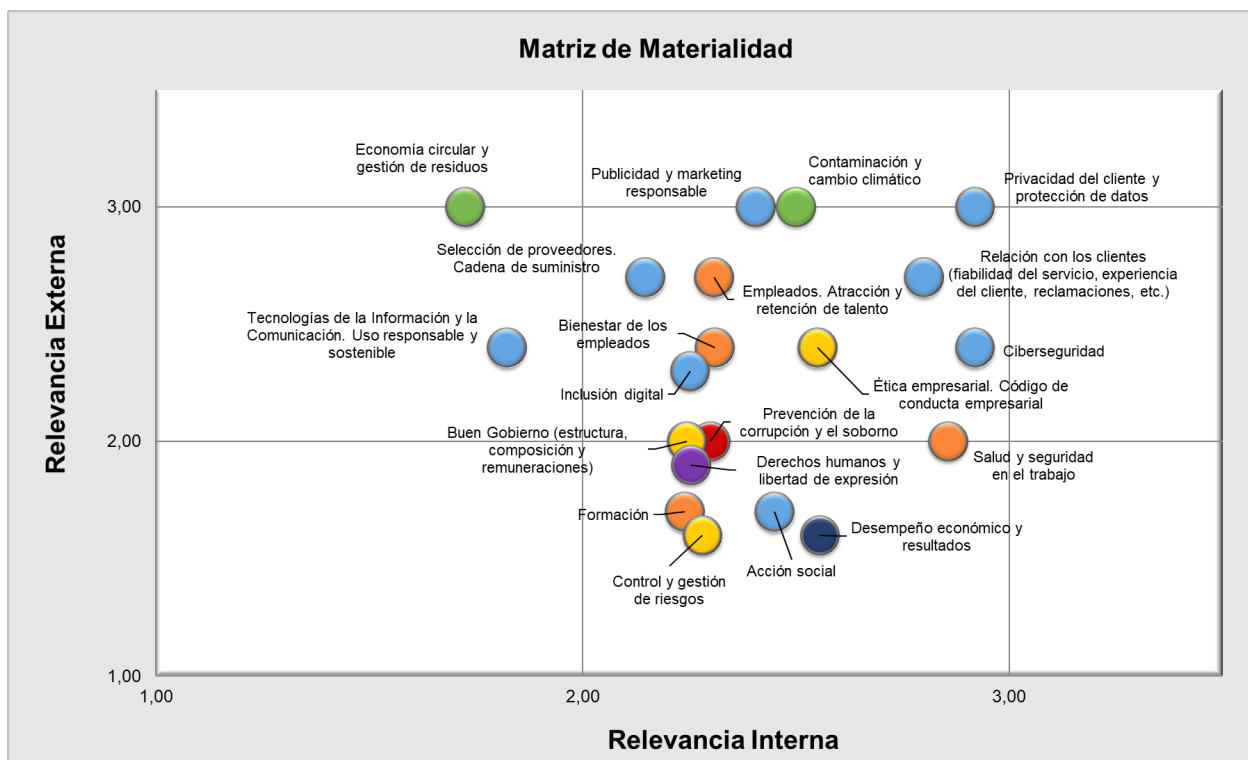 Matriz de Materialidad
Economía circular y
gestión de residuos
Publicidad y marketing
responsable
Contaminación y
cambio climático
Privacidad del cliente y
protección de datos
3,00
Selección de proveedores.
Cadena de suministro
Empleados. Atracción y
retención de talento
Relación con los clientes
(fiabilidad del servicio, experiencia
del cliente, reclamaciones, etc.)
Tecnologías de la Información y la
Comunicación. Uso responsable y
sostenible
Bienestar de los
empleados
Ciberseguridad
Inclusión digital
Ética empresarial. Código de
conducta empresarial
Relevancia Externa
2,00
Buen Gobierno (estructura,
composición y
remuneraciones)
Prevención de la
corrupción y el soborno
Derechos humanos y
libertad de expresión
Salud y seguridad
en el trabajo
Formación
Desempeño económico y
resultados
Control y gestión
de riesgos
Acción social
1,00
1,00
2,00
3,00
Relevancia Interna